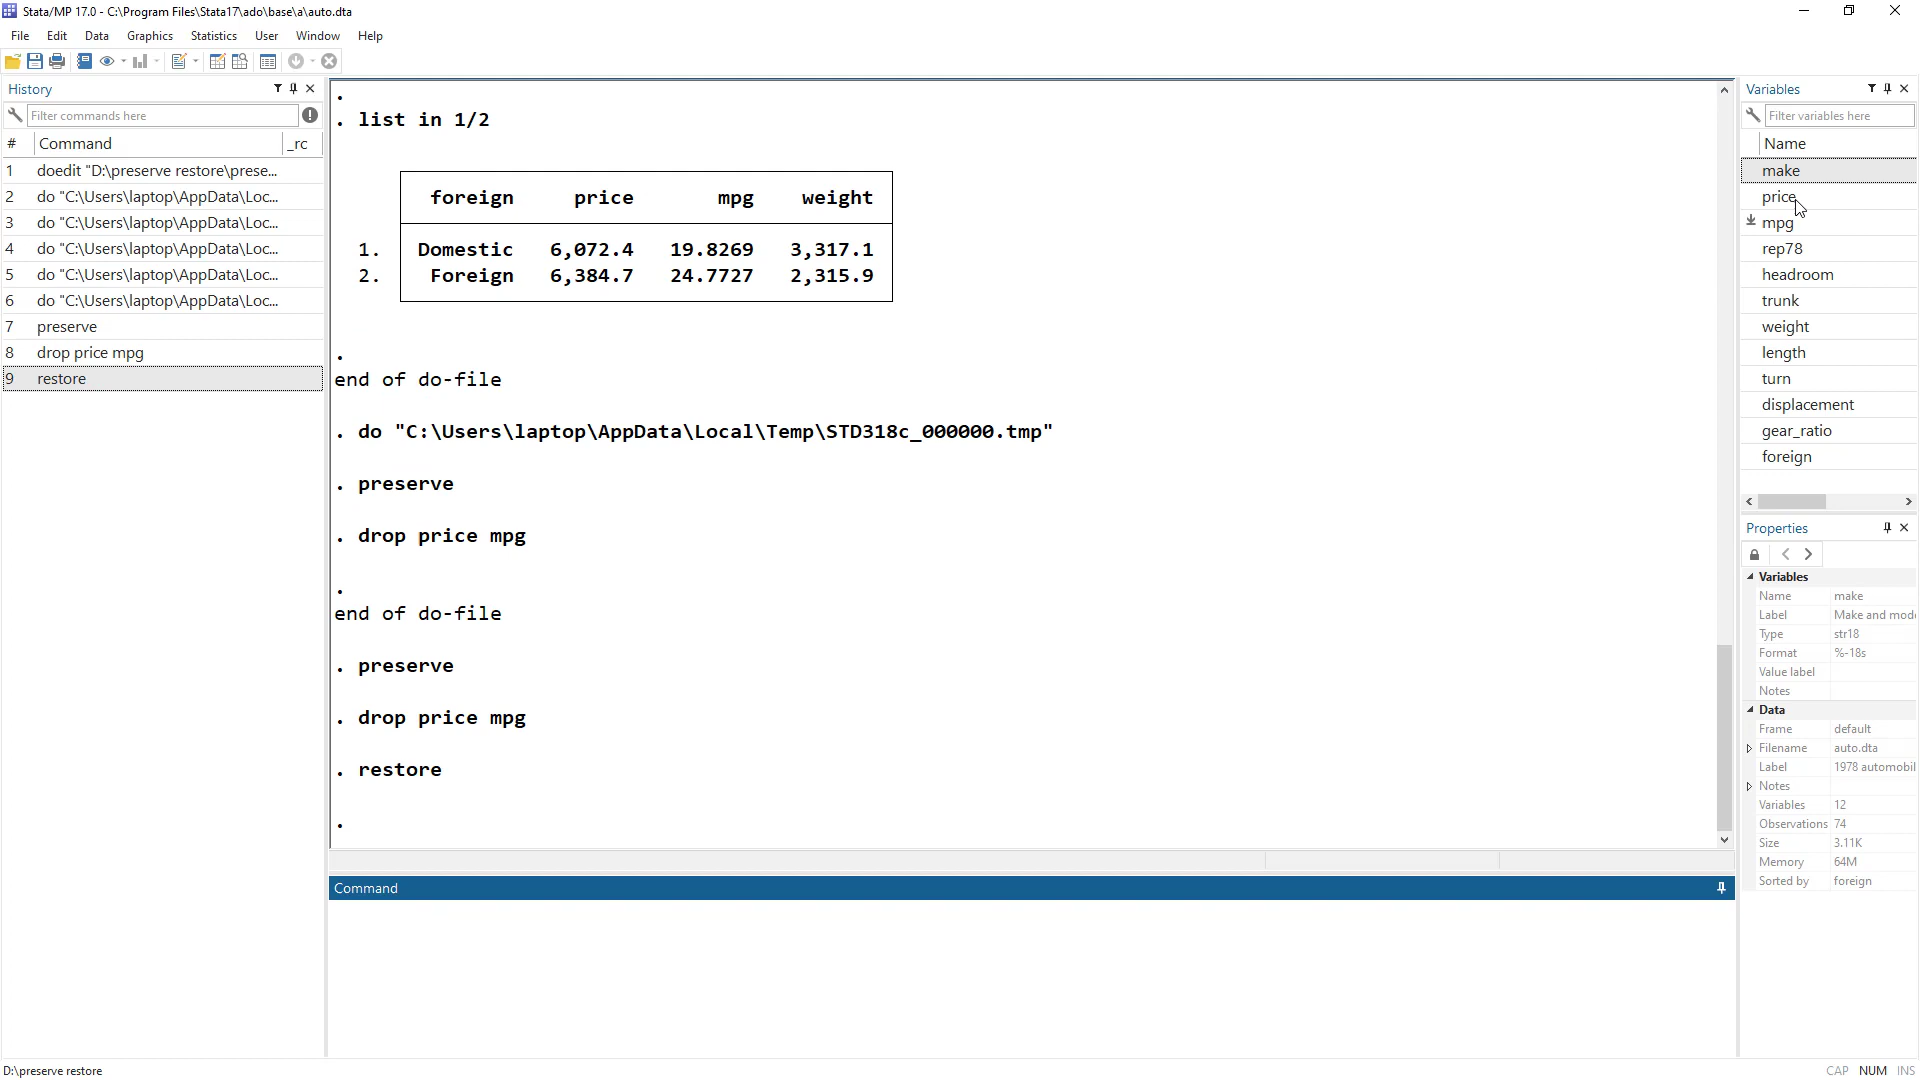 Stata/MP 17.0 - C:\Program Files\Stata17\ado\base\a\auto.dta
File Edit Data Graphics Statistics User Window Help
History
Filter commands here
# Command _rc
1 doedit "D:\preserve restore\prese...
2 do "C:\Users\laptop\AppData\Loc...
3 do "C:\Users\laptop\AppData\Loc...
4 do "C:\Users\laptop\AppData\Loc...
5 do "C:\Users\laptop\AppData\Loc...
6 do "C:\Users\laptop\AppData\Loc...
7 preserve
8 drop price mpg
9 restore
.
. list in 1/2
foreign price mpg weight
1. Domestic 6,072.4 19.8269 3,317.1
2. Foreign 6,384.7 24.7727 2,315.9
.
end of do-file
. do "C:\Users\laptop\AppData\Local\Temp\STD318c_000000.tmp"
. preserve
. drop price mpg
.
end of do-file
. preserve
. drop price mpg
. restore
.
Command
Variables
Filter variables here
Name
make
price
mpg
rep78
headroom
trunk
weight
length
turn
displacement
gear_ratio
foreign
Properties
Variables
Name make
Label Make and mod
Type str18
Format %-18s
Value label
Notes
Data
Frame default
Filename auto.dta
Label 1978 automobil
Notes
Variables 12
Observations 74
Size 3.11K
Memory 64M
Sorted by foreign
D:\preserve restore
CAP NUM INS